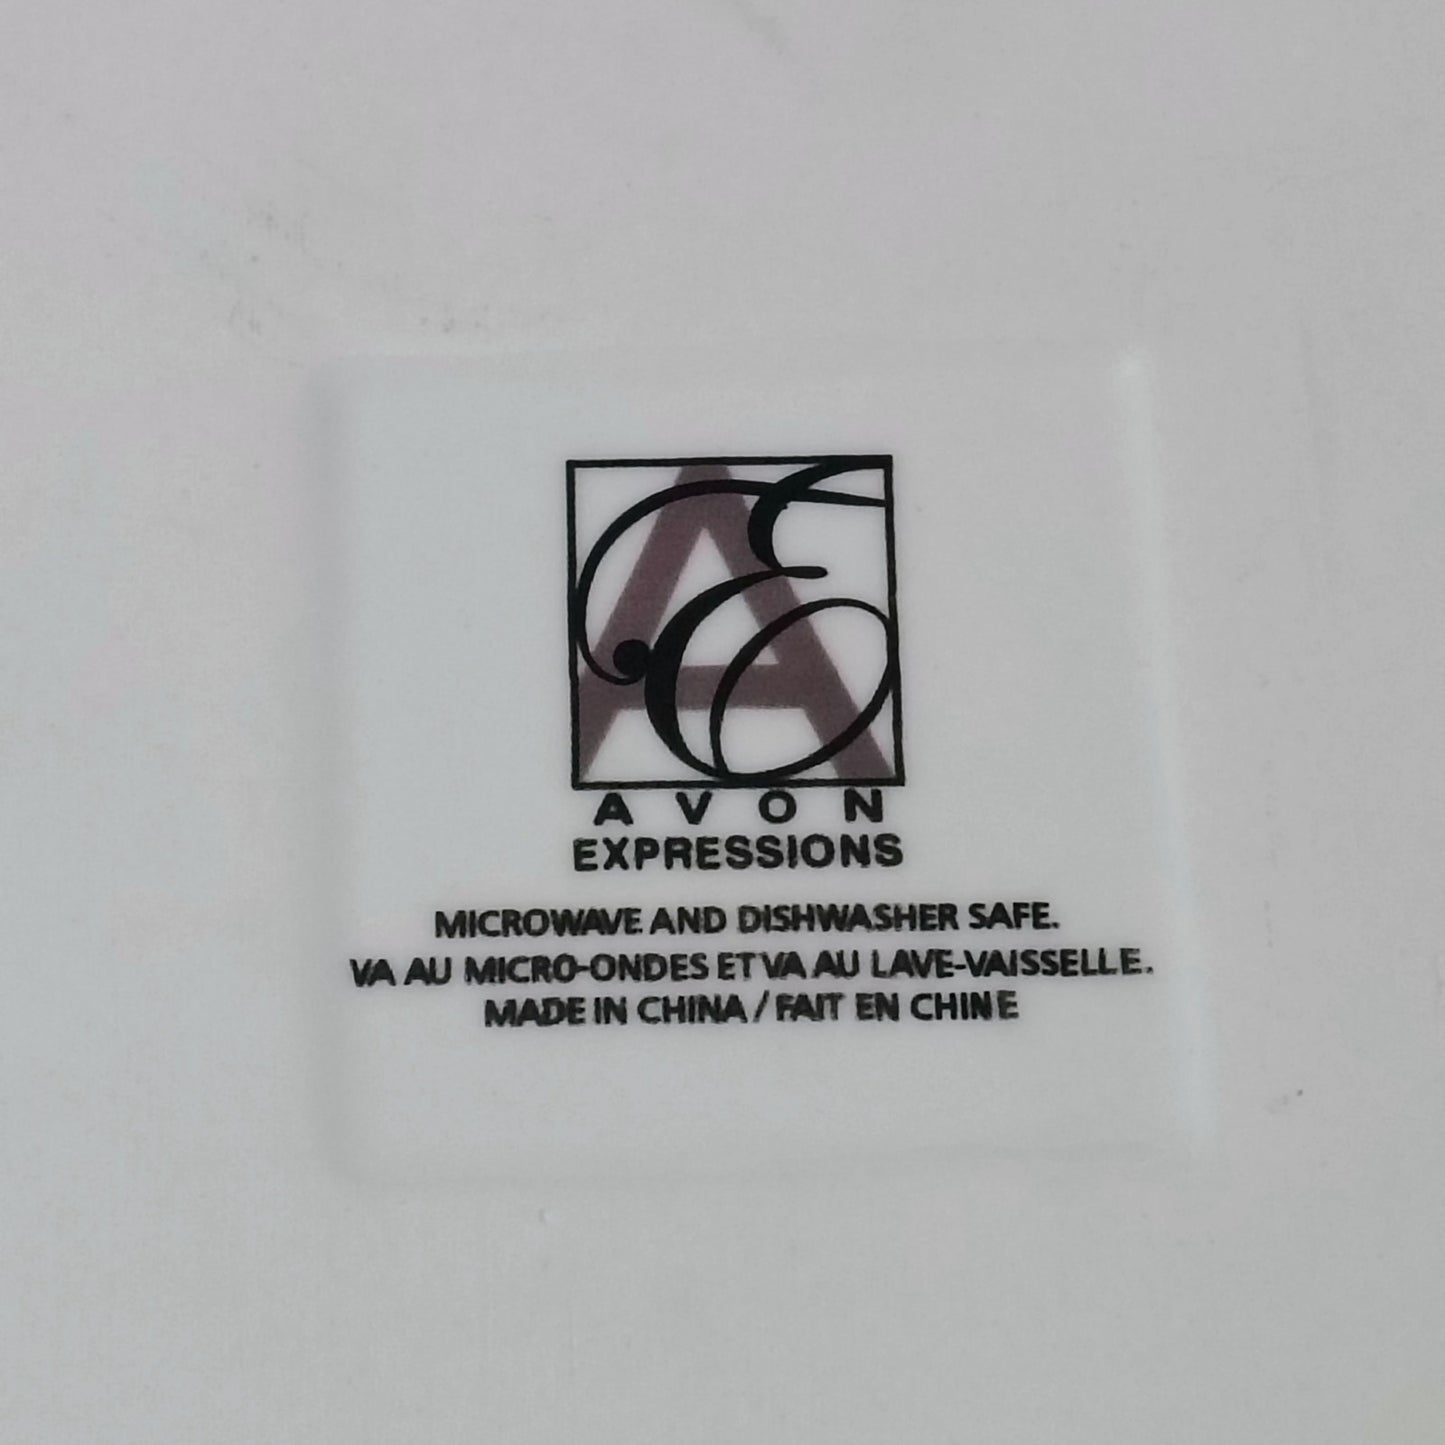 AE
AVON
EXPRESSIONS
MICROWAVE AND DISHWASHER SAFE.
VA AU MICRO-ONDES ET VA AU LAVE-VAISSELLE.
MADE IN CHINA / FAIT EN CHINE